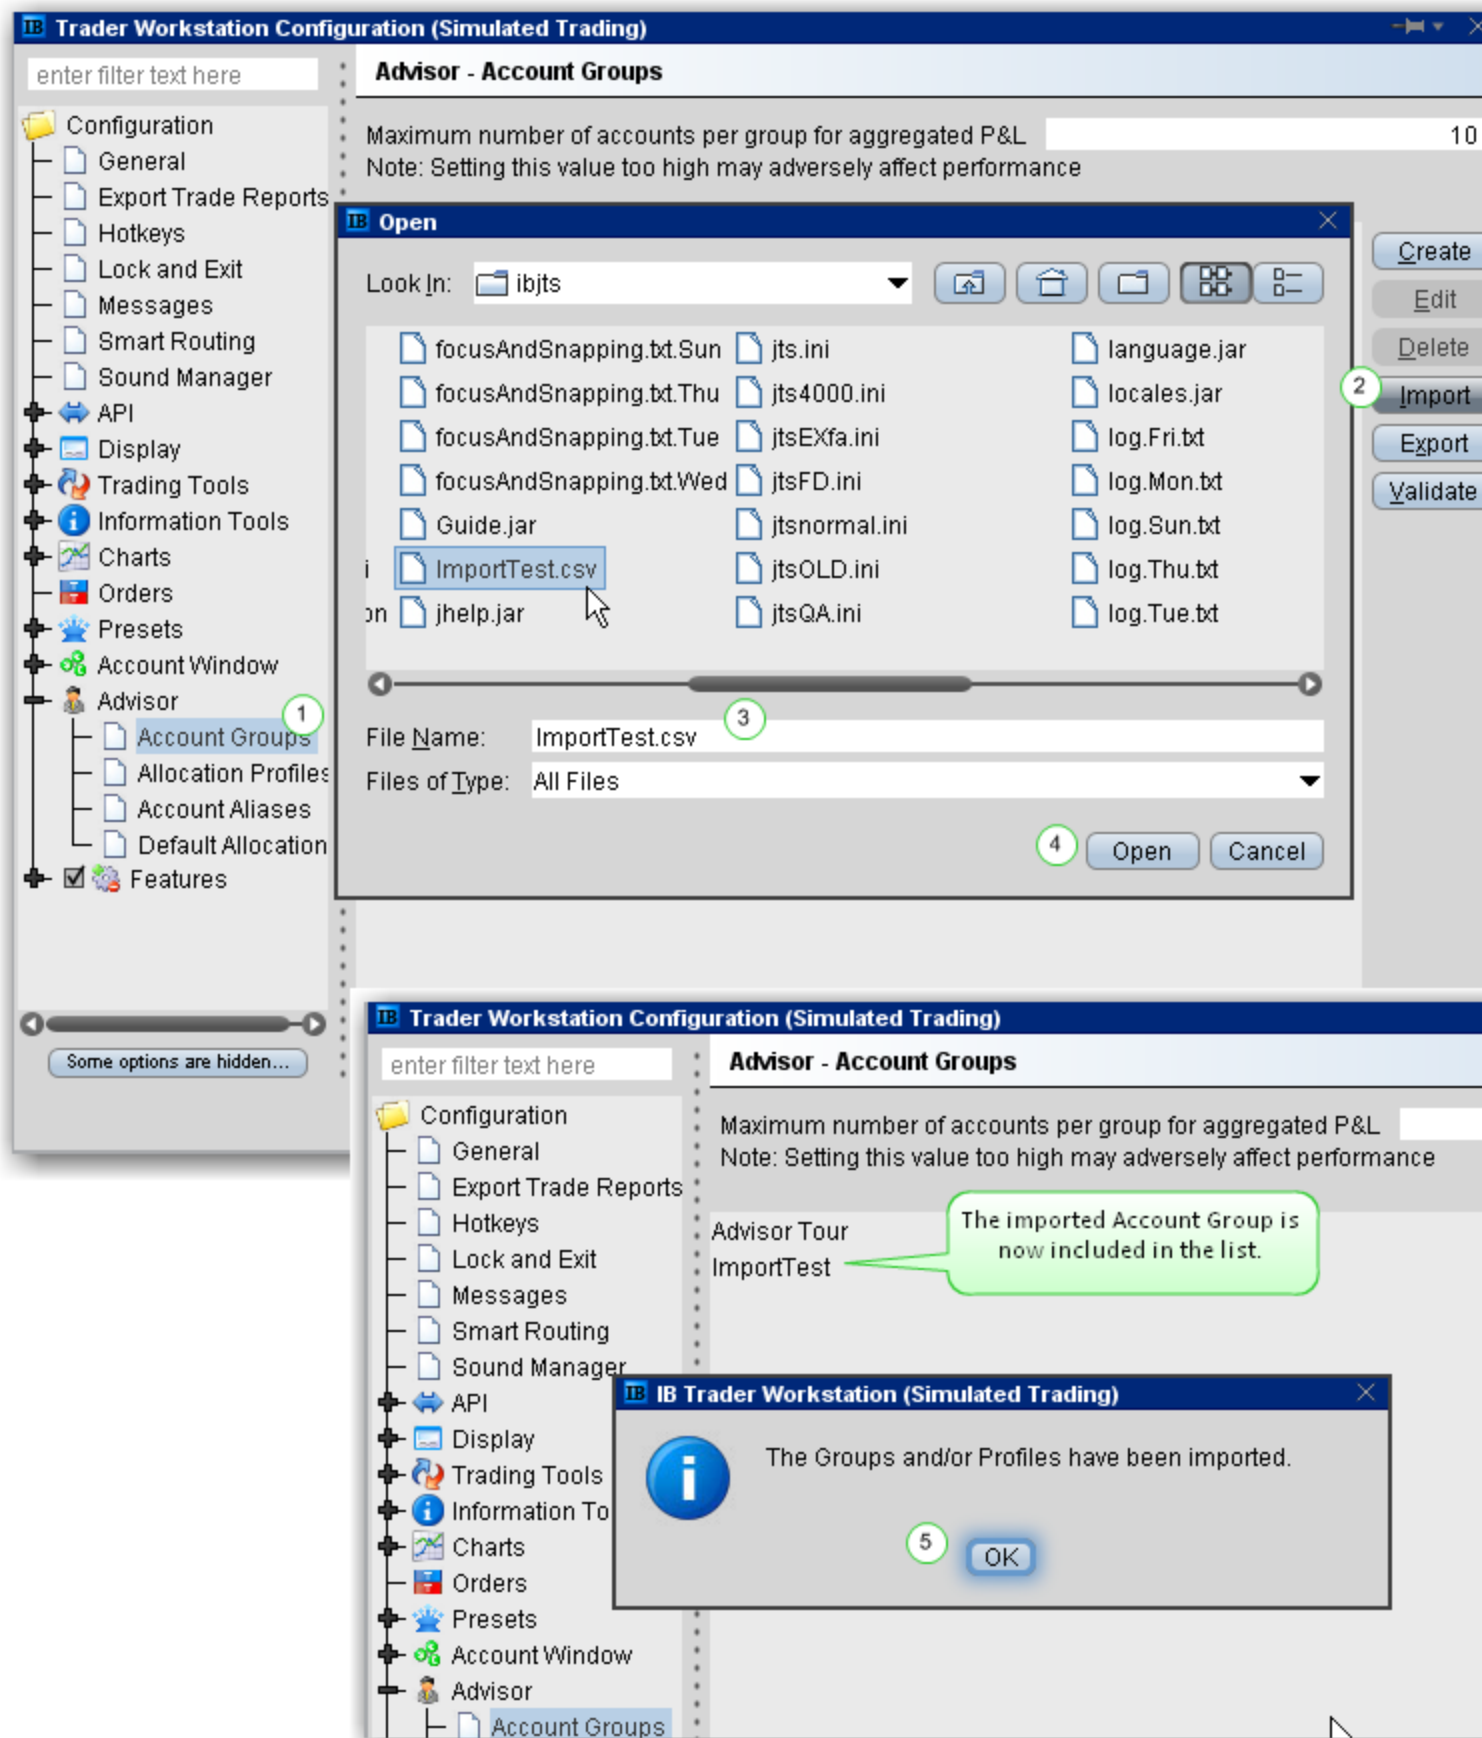 IB Trader Workstation Configuration (Simulated Trading)
enter filter text here
Configuration
General
Export Trade Reports
Hotkeys
Lock and Exit
Messages
Smart Routing
Sound Manager
API
Display
Trading Tools
Information Tools
Charts
Orders
Presets
Account Window
Advisor
1
Account Groups
Allocation Profiles
Account Aliases
Default Allocation
Features
Some options are hidden...
Advisor - Account Groups
Maximum number of accounts per group for aggregated P&L 10
Note: Setting this value too high may adversely affect performance
Create
Edit
Delete
2 Import
Export
Validate
IB Open
Look In: ibjts
focusAndSnapping.txt.Sun jts.ini language.jar
focusAndSnapping.txt.Thu jts4000.ini locales.jar
focusAndSnapping.txt.Tue jtsEXfa.ini log.Fri.txt
focusAndSnapping.txt.Wed jtsFD.ini log.Mon.txt
Guide.jar jtsnormal.ini log.Sun.txt
i ImportTest.csv jtsOLD.ini log.Thu.txt
on jhelp.jar jtsQA.ini log.Tue.txt
3
File Name: ImportTest.csv
Files of Type: All Files
4 Open Cancel
IB Trader Workstation Configuration (Simulated Trading)
enter filter text here
Configuration
General
Export Trade Reports
Hotkeys
Lock and Exit
Messages
Smart Routing
Sound Manager
API
Display
Trading Tools
Information To
Charts
Orders
Presets
Account Window
Advisor
Account Groups
Advisor - Account Groups
Maximum number of accounts per group for aggregated P&L
Note: Setting this value too high may adversely affect performance
Advisor Tour
ImportTest
The imported Account Group is
now included in the list.
IB IB Trader Workstation (Simulated Trading)
The Groups and/or Profiles have been imported.
5 OK